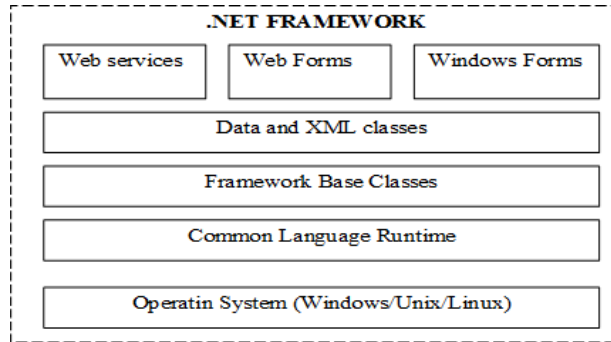 .NET FRAMEWORK
Web services
Web Forms
Windows Forms
Data and XML classes
Framework Base Classes
Common Language Runtime
Operatin System (Windows/Unix/Linux)